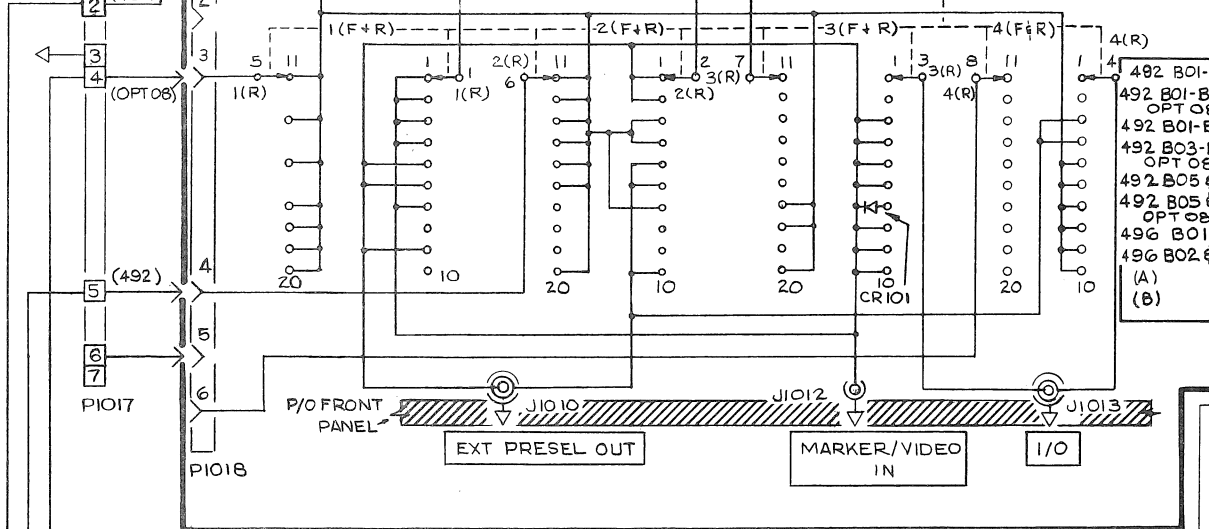 2
3
4
5
6
7
(OPT 08)
(492)
P1017
3
4
5
6
P1018
1(F+R)
2(F+R)
3(F+R)
4(F&R)
4(R)
5 11
1(R)
20
1 1
1(R)
10
2(R)
6 11
20
1 2
2(R)
10
7 11
3(R)
20
1 3
3(R)
10
CR101
8 11
4(R)
20
1 4
10
492 B01-
492 B01-B
OPT 08
492 B01-B
492 B03-
OPT 08
492 B05 &
492 B05
OPT 08
496 B01
496 B02 &
(A)
(B)
P/O FRONT
PANEL
J1010
J1012
J1013
EXT PRESEL OUT
MARKER/VIDEO
IN
I/O